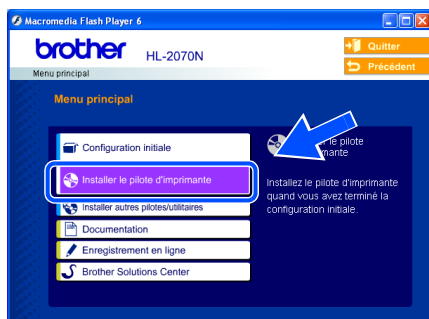 Macromedia Flash Player 6
brother HL-2070N
Quitter
Précédent
Menu principal
Menu principal
Configuration initiale
Installer le pilote d'imprimante
Installer autres pilotes/utilitaires
Documentation
Enregistrement en ligne
Brother Solutions Center
le pilote
Installez le pilote d'imprimante
quand vous avez terminé la
configuration initiale.